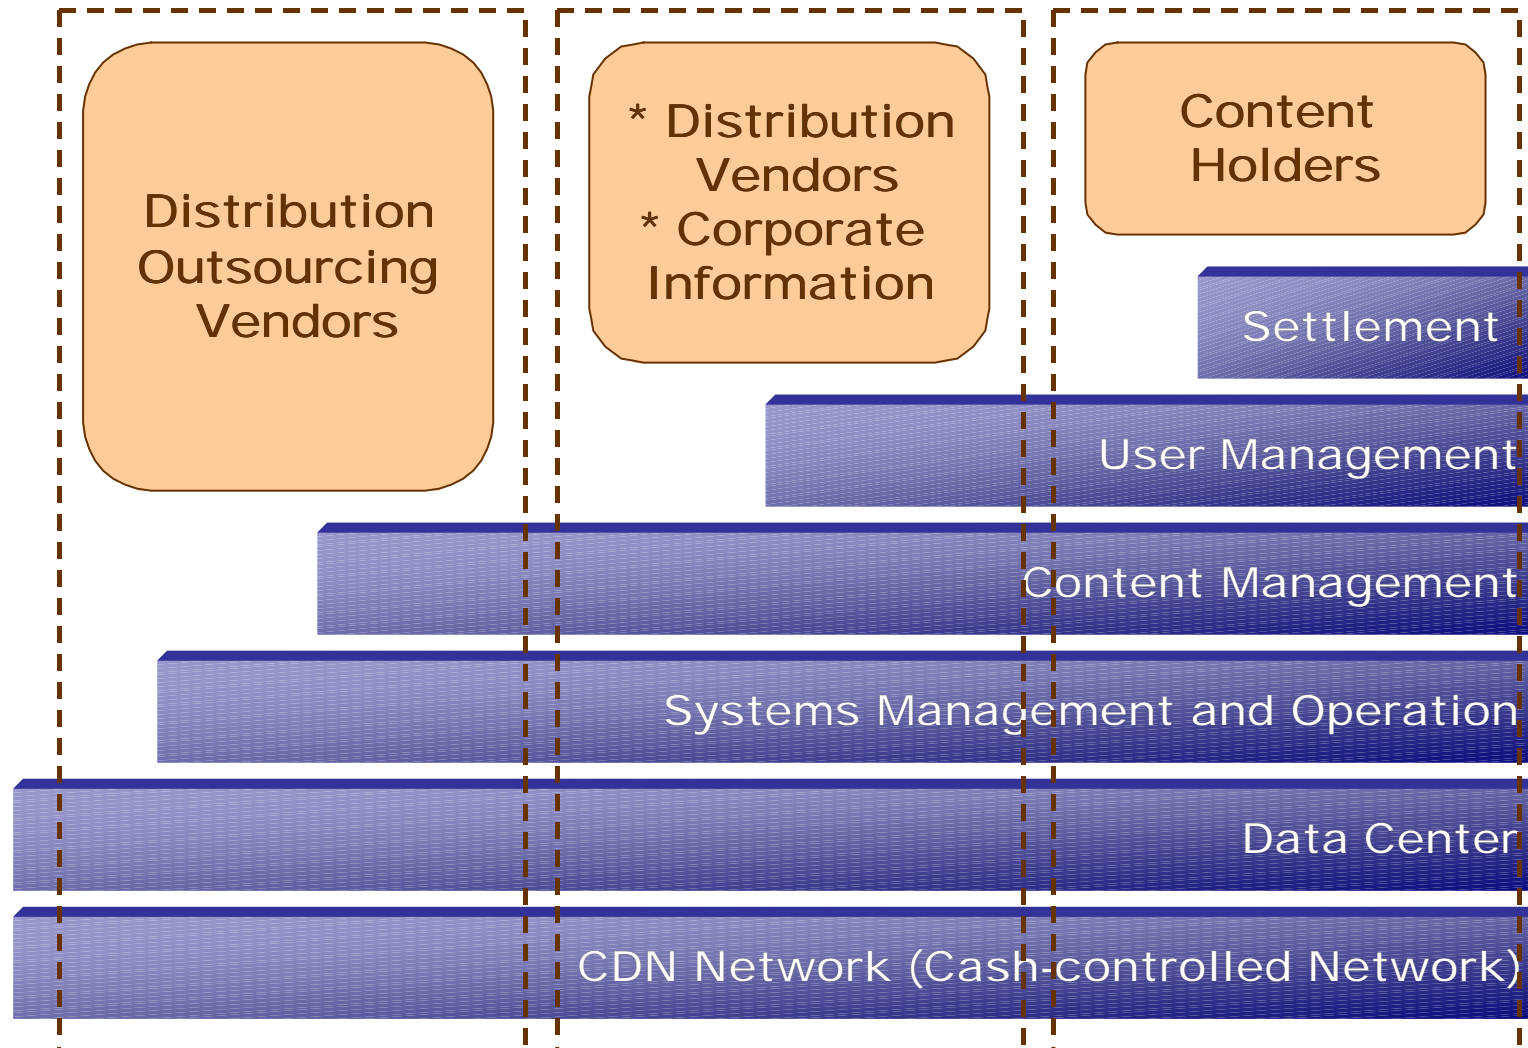 Distribution
Outsourcing
Vendors
* Distribution
Vendors
* Corporate
Information
Content
Holders
Settlement
User Management
Content Management
Systems Management and Operation
Data Center
CDN Network (Cash-controlled Network)